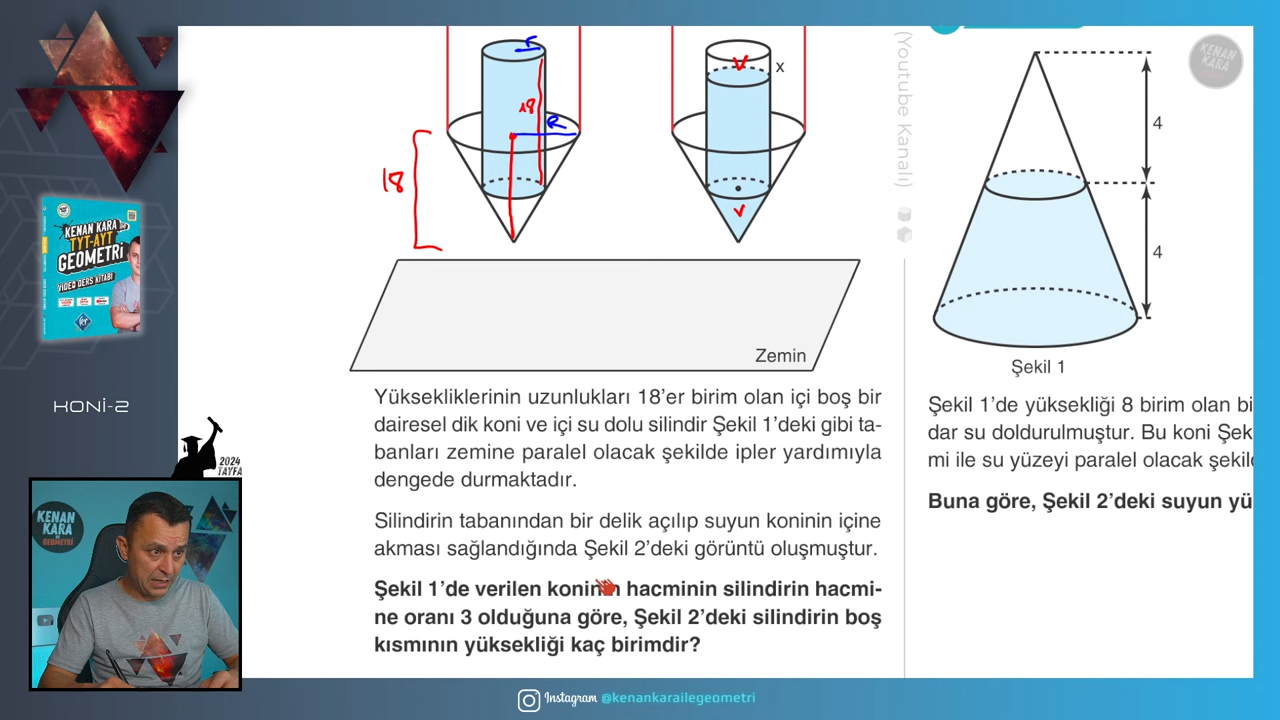 KENAN KARA
TYT-AYT
GEOMETRİ
VİDEO DERS KİTABI
KONİ-2
2024
TAYFA
KENAN
KARA
İLE
GEOMETRİ
r
18
R
18
V
x
V
Zemin
Yüksekliklerinin uzunlukları 18'er birim olan içi boş bir
dairesel dik koni ve içi su dolu silindir Şekil 1'deki gibi ta-
banları zemine paralel olacak şekilde ipler yardımıyla
dengede durmaktadır.
Silindirin tabanından bir delik açılıp suyun koninin içine
akması sağlandığında Şekil 2'deki görüntü oluşmuştur.
Şekil 1'de verilen koninin hacminin silindirin hacmi-
ne oranı 3 olduğuna göre, Şekil 2'deki silindirin boş
kısmının yüksekliği kaç birimdir?
(Youtube Kanalı)
KENAN
KARA
4
4
Şekil 1
Şekil 1'de yüksekliği 8 birim olan bi
dar su doldurulmuştur. Bu koni Şek
mi ile su yüzeyi paralel olacak şekil
Buna göre, Şekil 2'deki suyun yü
Instagram @kenankarailegeometri